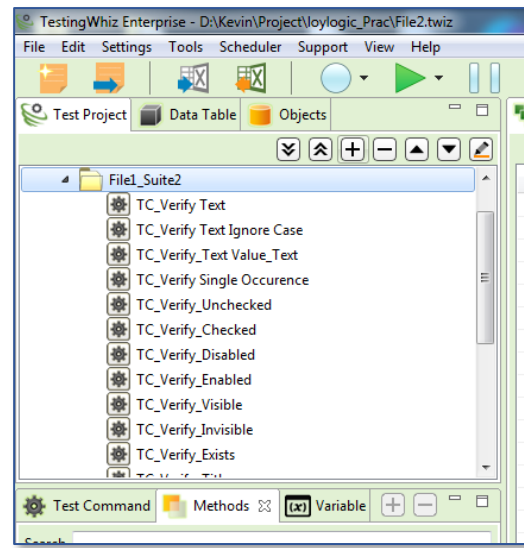 TestingWhiz Enterprise - D:\Kevin\Project\loylogic_Prac\File2.twiz
File Edit Settings Tools Scheduler Support View Help
Test Project Data Table Objects
File1_Suite2
TC_Verify Text
TC_Verify Text Ignore Case
TC_Verify_Text Value_Text
TC_Verify Single Occurence
TC_Verify_Unchecked
TC_Verify_Checked
TC_Verify_Disabled
TC_Verify_Enabled
TC_Verify_Visible
TC_Verify_Invisible
TC_Verify_Exists
TC_Verify_Title
Test Command Methods (x) Variable
Search